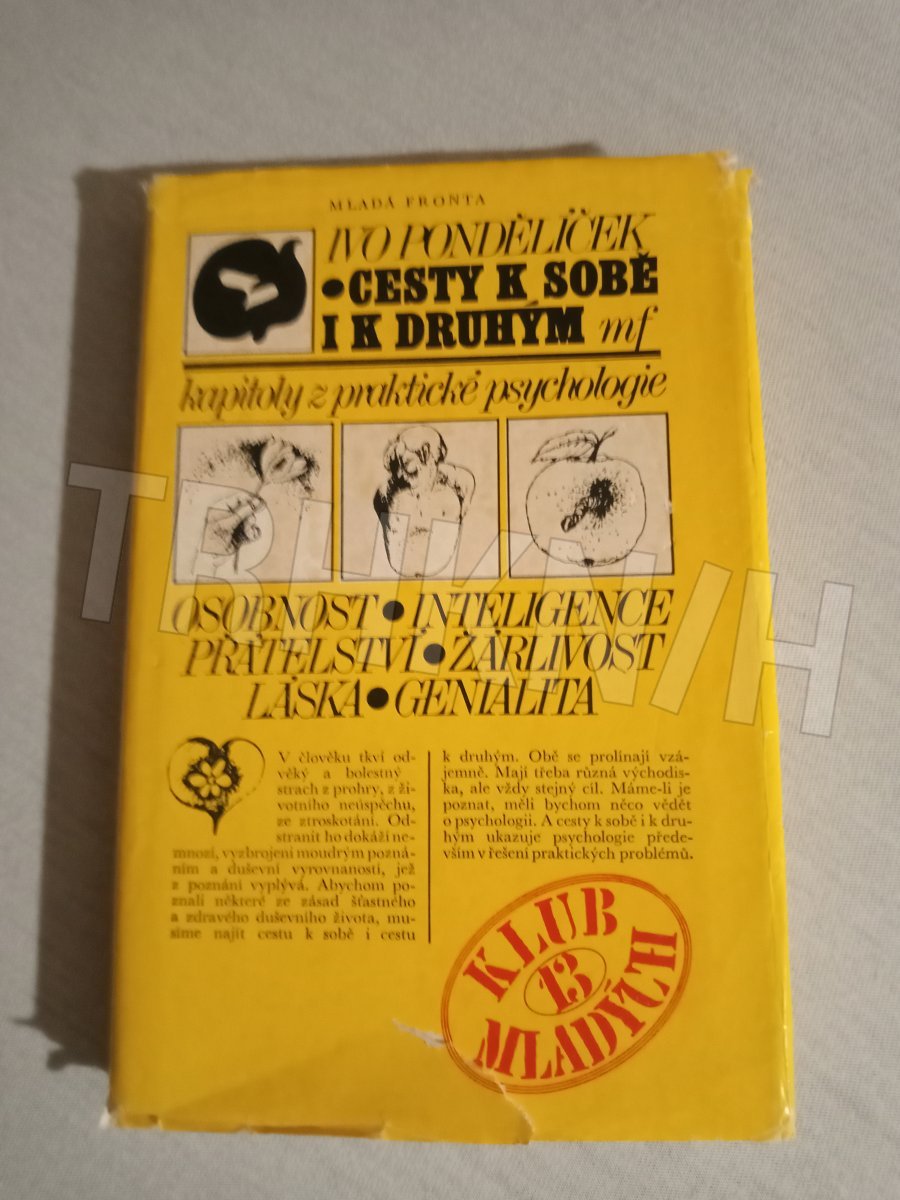 MLADÁ FRONTA
IVO PONDĚLÍČEK
• CESTY K SOBĚ
I K DRUHÝM mf
kapitoly z praktické psychologie
TRHKNIH
OSOBNOST • INTELIGENCE
PŘÁTELSTVÍ • ŽÁRLIVOST
LÁSKA • GENIALITA
V člověku tkví od-
věký a bolestný
strach z prohry, z ži-
votního neúspěchu,
ze ztroskotání. Od-
stranit ho dokáží ne-
mnozí, vyzbrojeni moudrým pozná-
ním a duševní vyrovnaností, jež
z poznání vyplývá. Abychom po-
znali některé ze zásad šťastného
a zdravého duševního života, mu-
síme najít cestu k sobě i cestu
k druhým. Obě se prolínají vzá-
jemně. Mají třeba různá východis-
ka, ale vždy stejný cíl. Máme-li je
poznat, měli bychom něco vědět
o psychologii. A cesty k sobě i k dru-
hým ukazuje psychologie přede-
vším v řešení praktických problémů.
KLUB
13
MLADÝCH